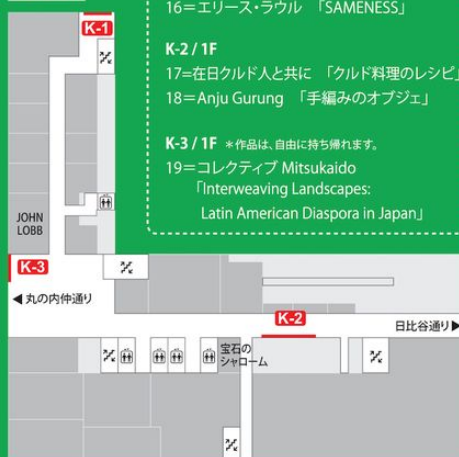 16＝エリース・ラウル 「SAMENESS」
K-1
K-2 / 1F
17＝在日クルド人と共に 「クルド料理のレシピ」
18＝Anju Gurung 「手編みのオブジェ」
K-3 / 1F ＊作品は、自由に持ち帰れます。
19＝コレクティブ Mitsukaido
「Interweaving Landscapes:
Latin American Diaspora in Japan」
JOHN
LOBB
K-3
◀ 丸の内仲通り
K-2
日比谷通り▶
宝石の
シャローム